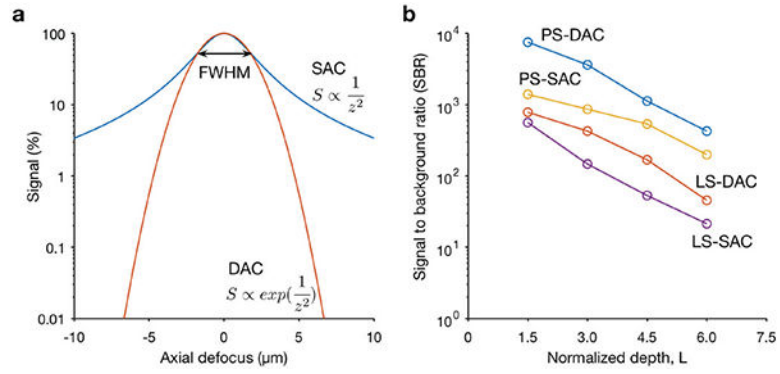 a
Signal (%)
100
10
1
0.1
0.01
-10
-5
0
5
10
Axial defocus (μm)
FWHM
SAC
S ∝ 1/z²
DAC
S ∝ exp(1/z²)
b
Signal to background ratio (SBR)
10⁴
10³
10²
10¹
10⁰
0
1.5
3.0
4.5
6.0
7.5
Normalized depth, L
PS-DAC
PS-SAC
LS-DAC
LS-SAC